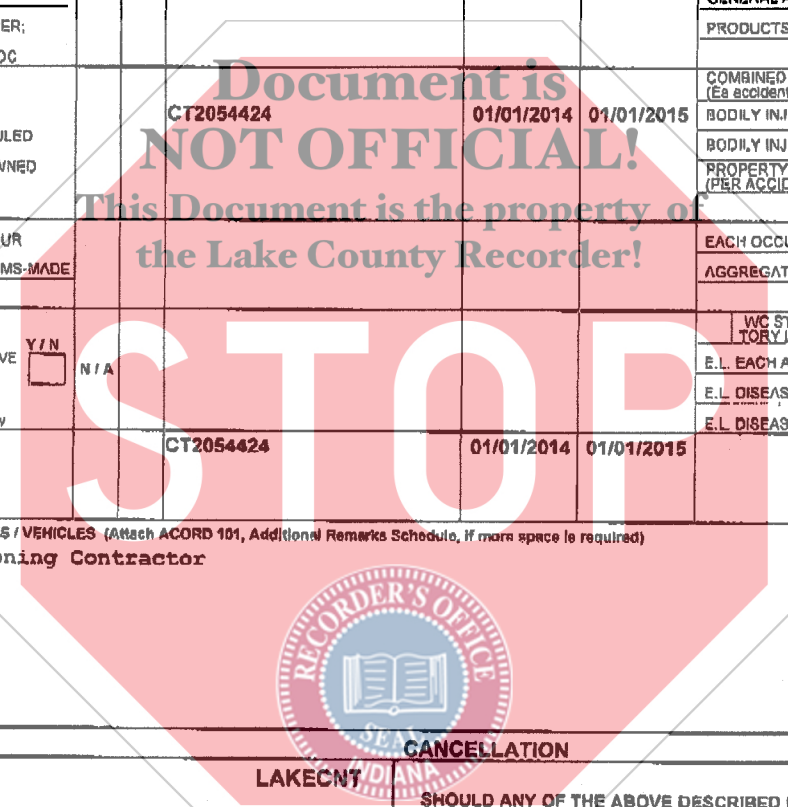 ER;
PRODUCTS
OC
Document is
COMBINED
(Ea accident
CT2054424 01/01/2014 01/01/2015
BODILY INJ
ULED
NOT OFFICIAL!
BODILY INJ
WNED
PROPERTY
(PER ACCID
This Document is the property of
UR
EACH OCCU
the Lake County Recorder!
MS-MADE
AGGREGAT
STOP
WC ST
TORY L
Y / N
VE
N / A
E.L. EACH A
E.L. DISEAS
E.L. DISEAS
CT2054424 01/01/2014 01/01/2015
S / VEHICLES (Attach ACORD 101, Additional Remarks Schedule, if more space is required)
oning Contractor
RECORDER'S OFFICE
SEAL
INDIANA
CANCELLATION
LAKECNT
SHOULD ANY OF THE ABOVE DESCRIBED